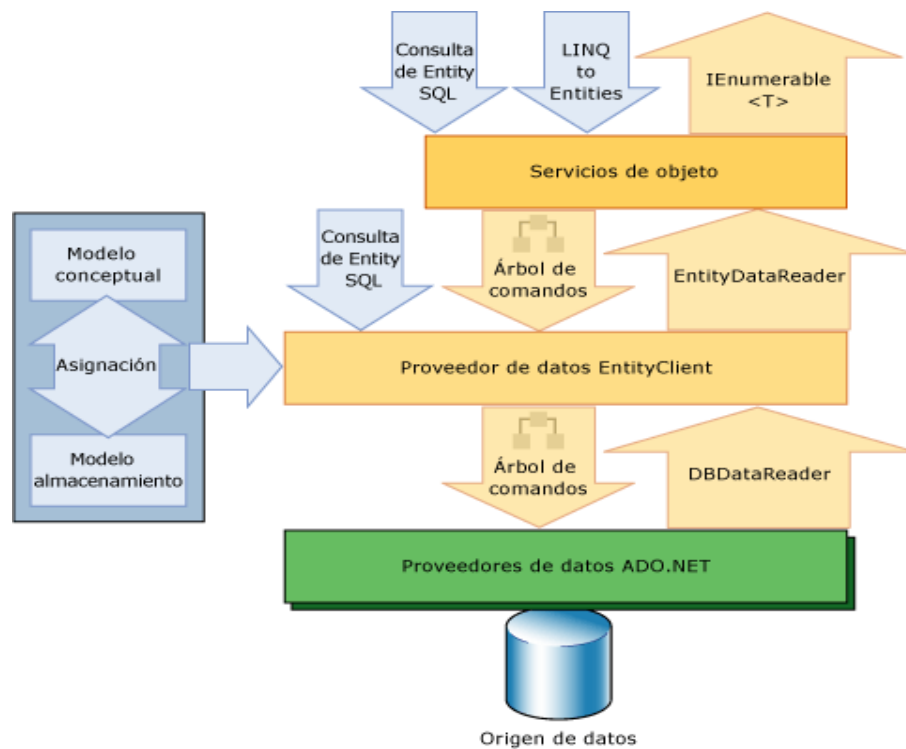 Consulta
de Entity
SQL
LINQ
to
Entities
IEnumerable
<T>
Servicios de objeto
Consulta
de Entity
SQL
Árbol de
comandos
EntityDataReader
Modelo
conceptual
Asignación
Modelo
almacenamiento
Proveedor de datos EntityClient
Árbol de
comandos
DBDataReader
Proveedores de datos ADO.NET
Origen de datos